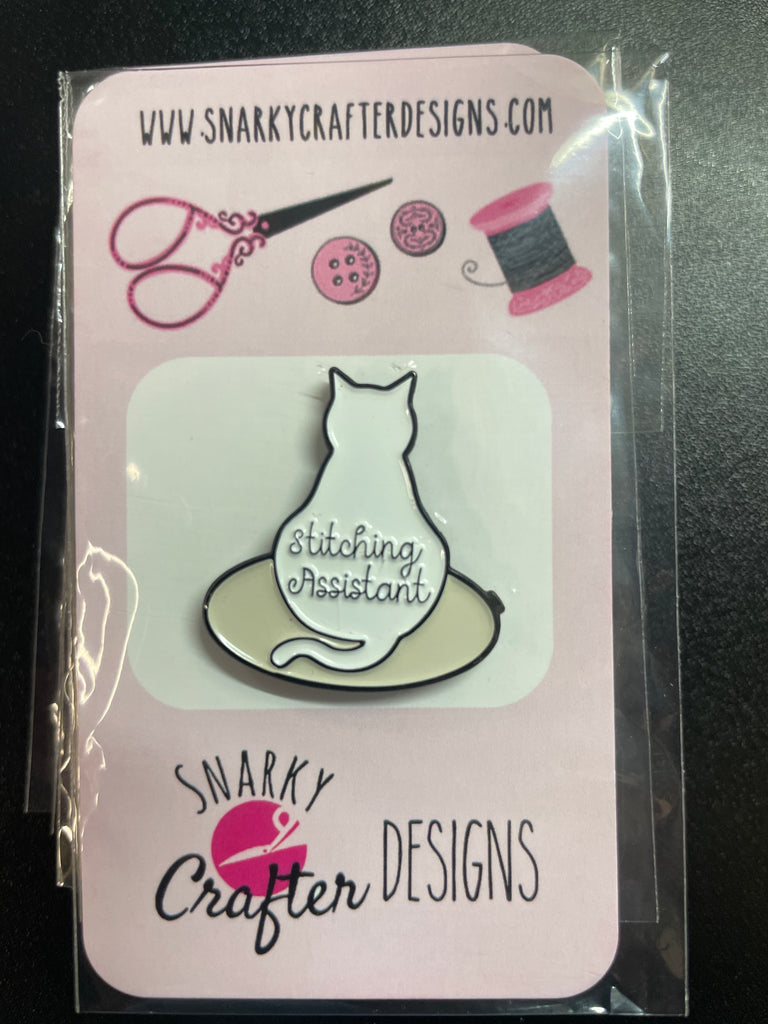 WWW.SNARKYCRAFTERDESIGNS.COM
Stitching
Assistant
SNARKY
Crafter DESIGNS